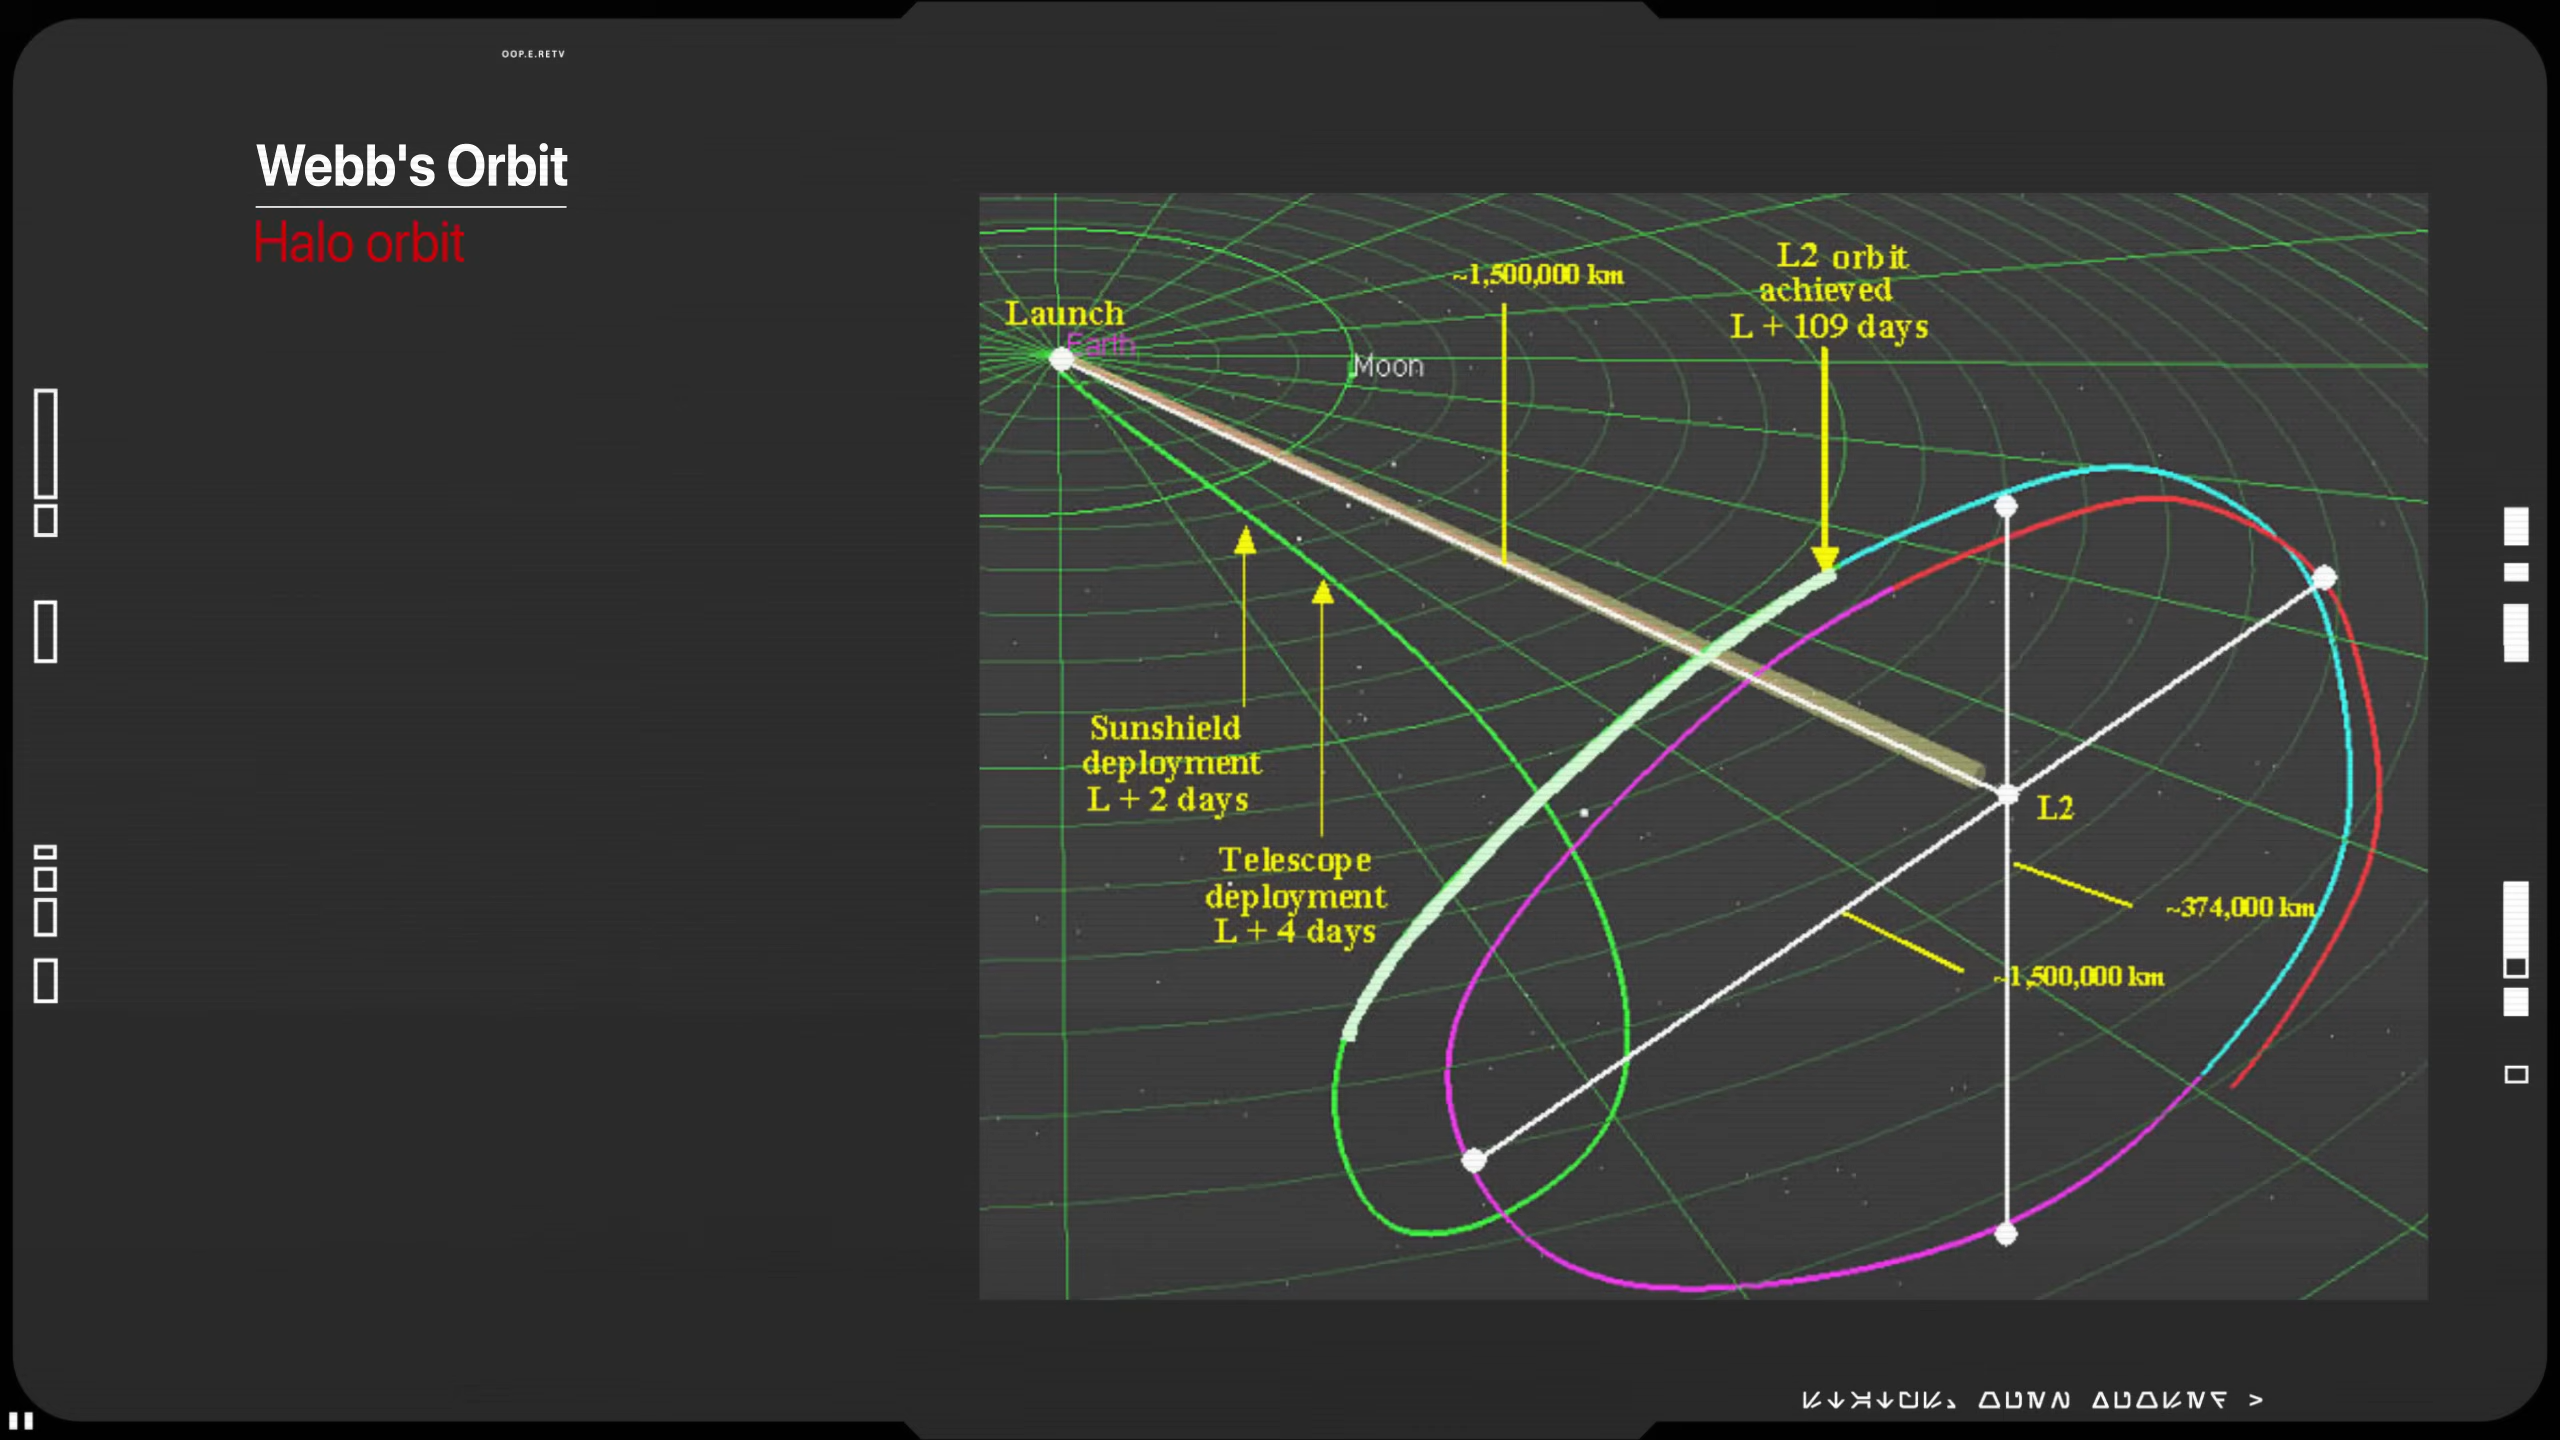 OOP.E.RETV
Webb's Orbit
Halo orbit
~1,500,000 km
L2 orbit
achieved
L + 109 days
Launch
Earth
Moon
Sunshield
deployment
L + 2 days
Telescope
deployment
L + 4 days
L2
~374,000 km
~1,500,000 km